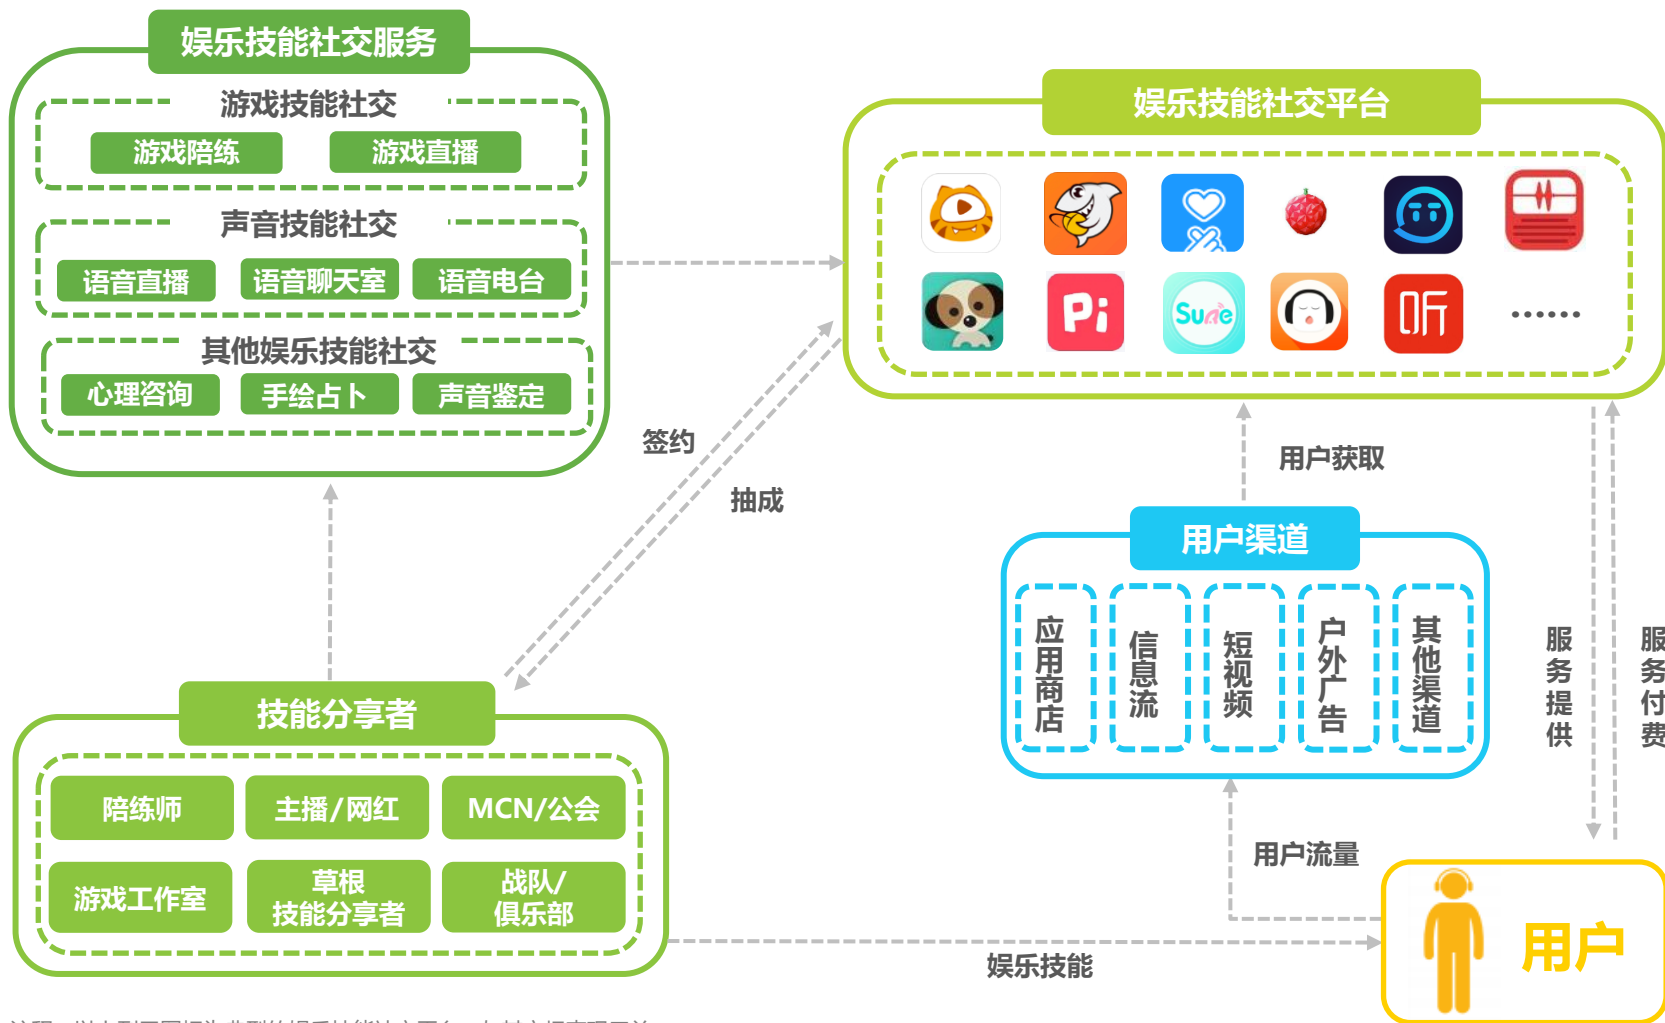 娱乐技能社交服务
游戏技能社交
游戏陪练
游戏直播
声音技能社交
语音直播
语音聊天室
语音电台
其他娱乐技能社交
心理咨询
手绘占卜
声音鉴定
娱乐技能社交平台
Pi
听
……
签约
抽成
用户获取
用户渠道
应用商店
信息流
短视频
户外广告
其他渠道
服务提供
服务付费
技能分享者
陪练师
主播/网红
MCN/公会
游戏工作室
草根
技能分享者
战队/
俱乐部
用户流量
娱乐技能
用户